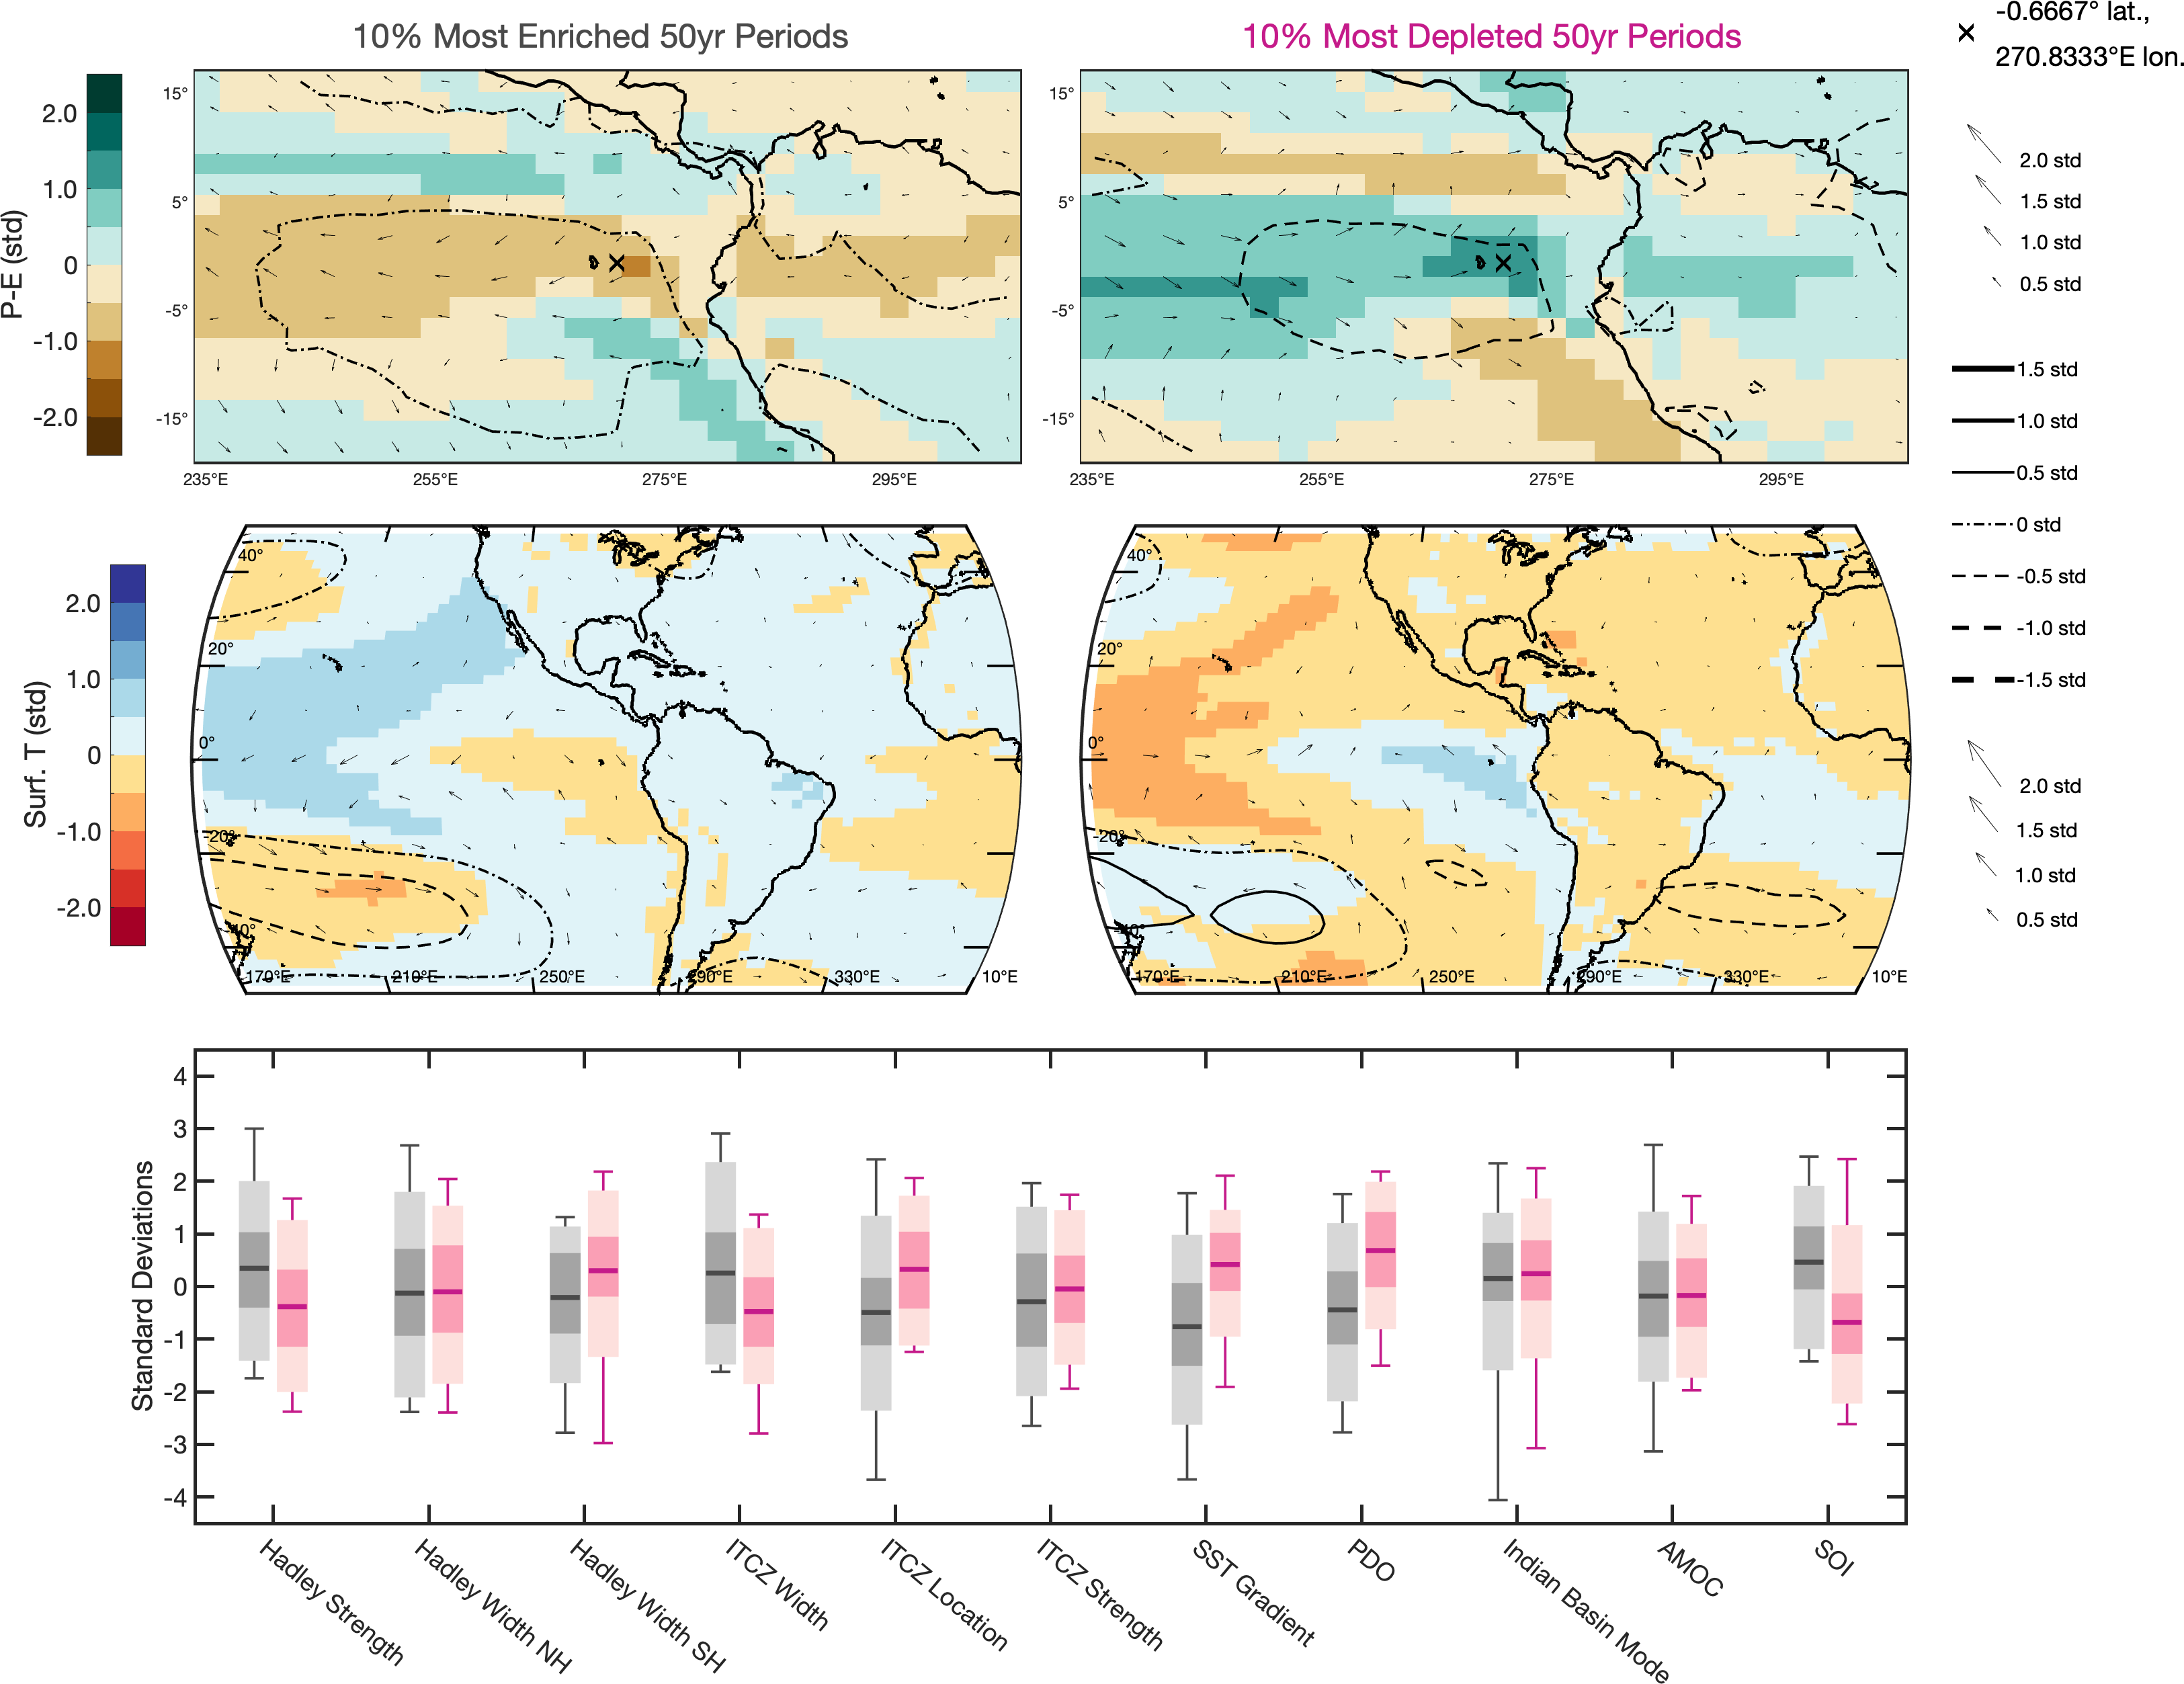 10% Most Enriched 50yr Periods
10% Most Depleted 50yr Periods
-0.6667° lat.,
270.8333°E lon.
P-E (std)
2.0
1.0
0
-1.0
-2.0
15°
5°
-5°
-15°
235°E
255°E
275°E
295°E
15°
5°
-5°
-15°
235°E
255°E
275°E
295°E
2.0 std
1.5 std
1.0 std
0.5 std
1.5 std
1.0 std
0.5 std
0 std
-0.5 std
-1.0 std
-1.5 std
2.0 std
1.5 std
1.0 std
0.5 std
Surf. T (std)
2.0
1.0
0
-1.0
-2.0
40°
20°
0°
-20°
-40°
170°E
210°E
250°E
290°E
330°E
10°E
40°
20°
0°
-20°
-40°
170°E
210°E
250°E
290°E
330°E
10°E
Standard Deviations
4
3
2
1
0
-1
-2
-3
-4
Hadley Strength
Hadley Width NH
Hadley Width SH
ITCZ Width
ITCZ Location
ITCZ Strength
SST Gradient
PDO
Indian Basin Mode
AMOC
SOI